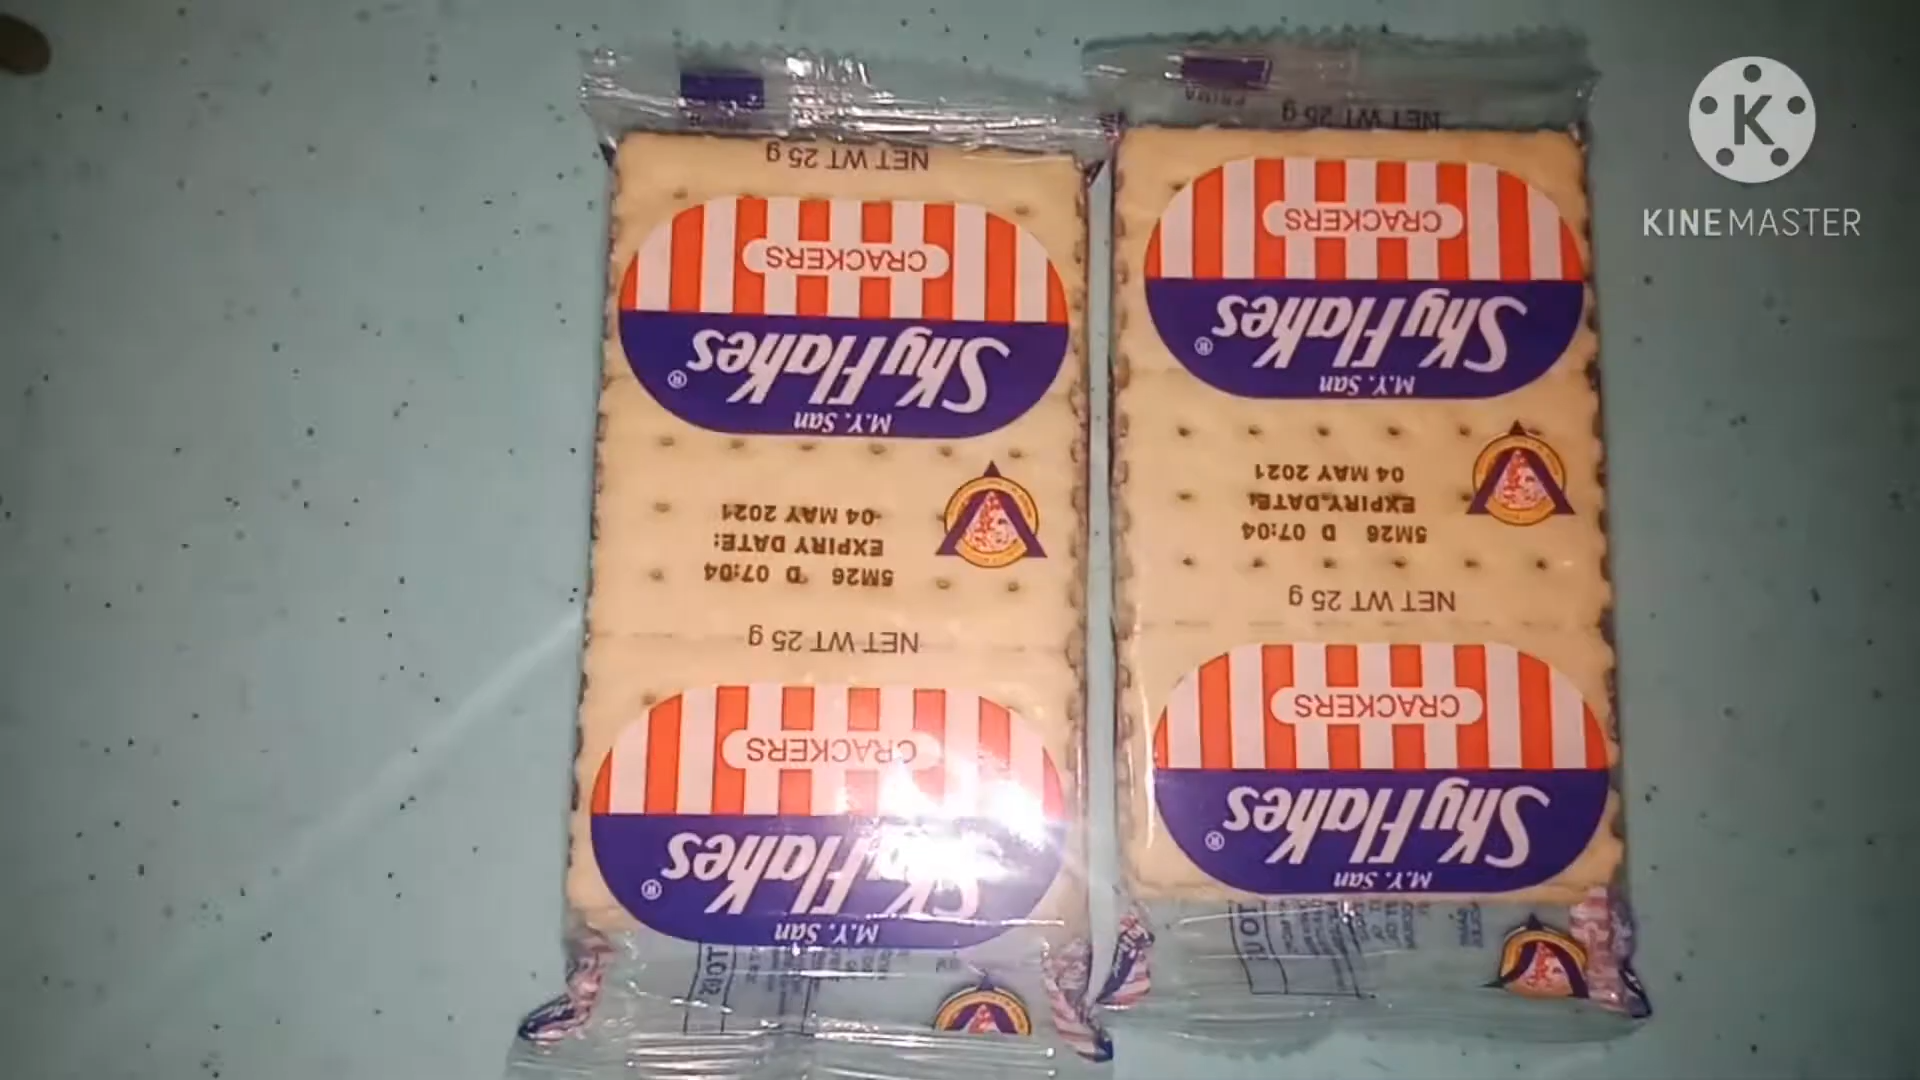 M.Y. San
SkyFlakes®
CRACKERS
NET WT 25 g
5M26 D 07:04
EXPIRY DATE:
04 MAY 2021
M.Y. San
SkyFlakes®
CRACKERS
NET WT 25 g
M.Y. San
SkyFlakes®
CRACKERS
NET WT 25 g
5M26 D 07:04
EXPIRY DATE:
04 MAY 2021
M.Y. San
SkyFlakes®
CRACKERS
NET WT 25 g
K
KINEMASTER